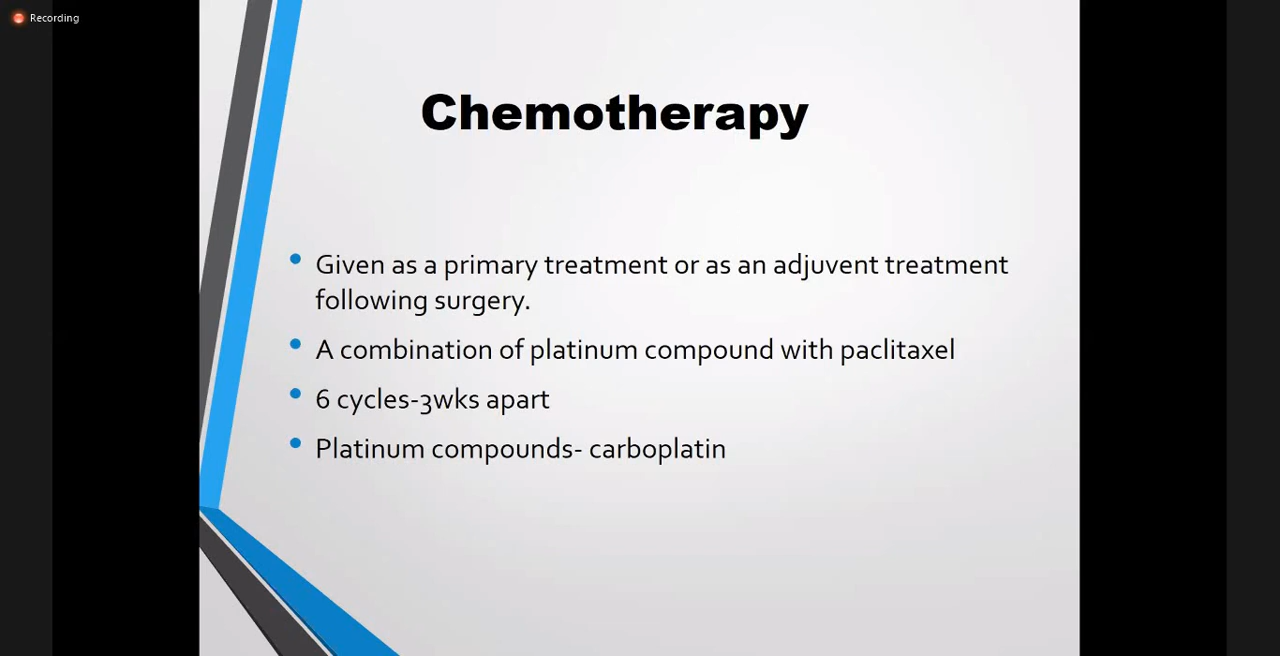 Recording
Chemotherapy
• Given as a primary treatment or as an adjuvent treatment
following surgery.
• A combination of platinum compound with paclitaxel
• 6 cycles-3wks apart
• Platinum compounds- carboplatin